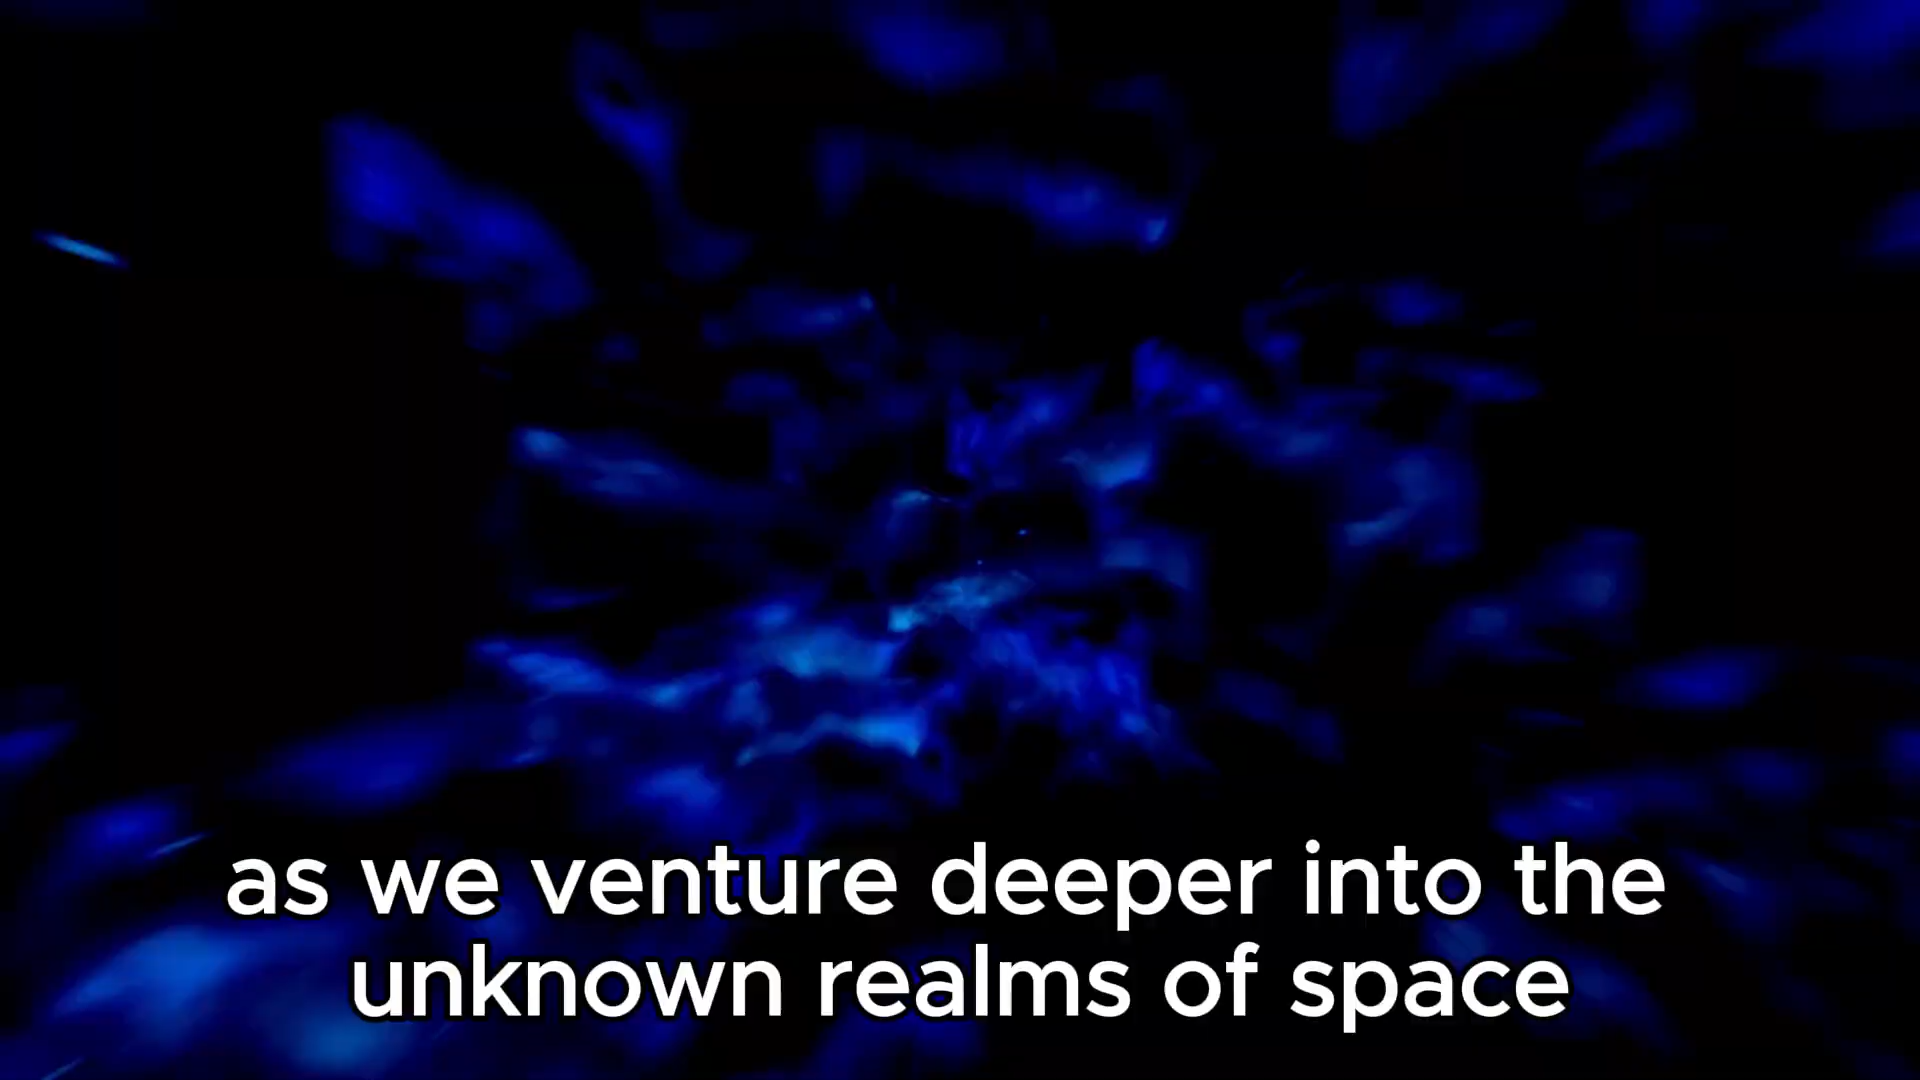 as we venture deeper into the
unknown realms of space